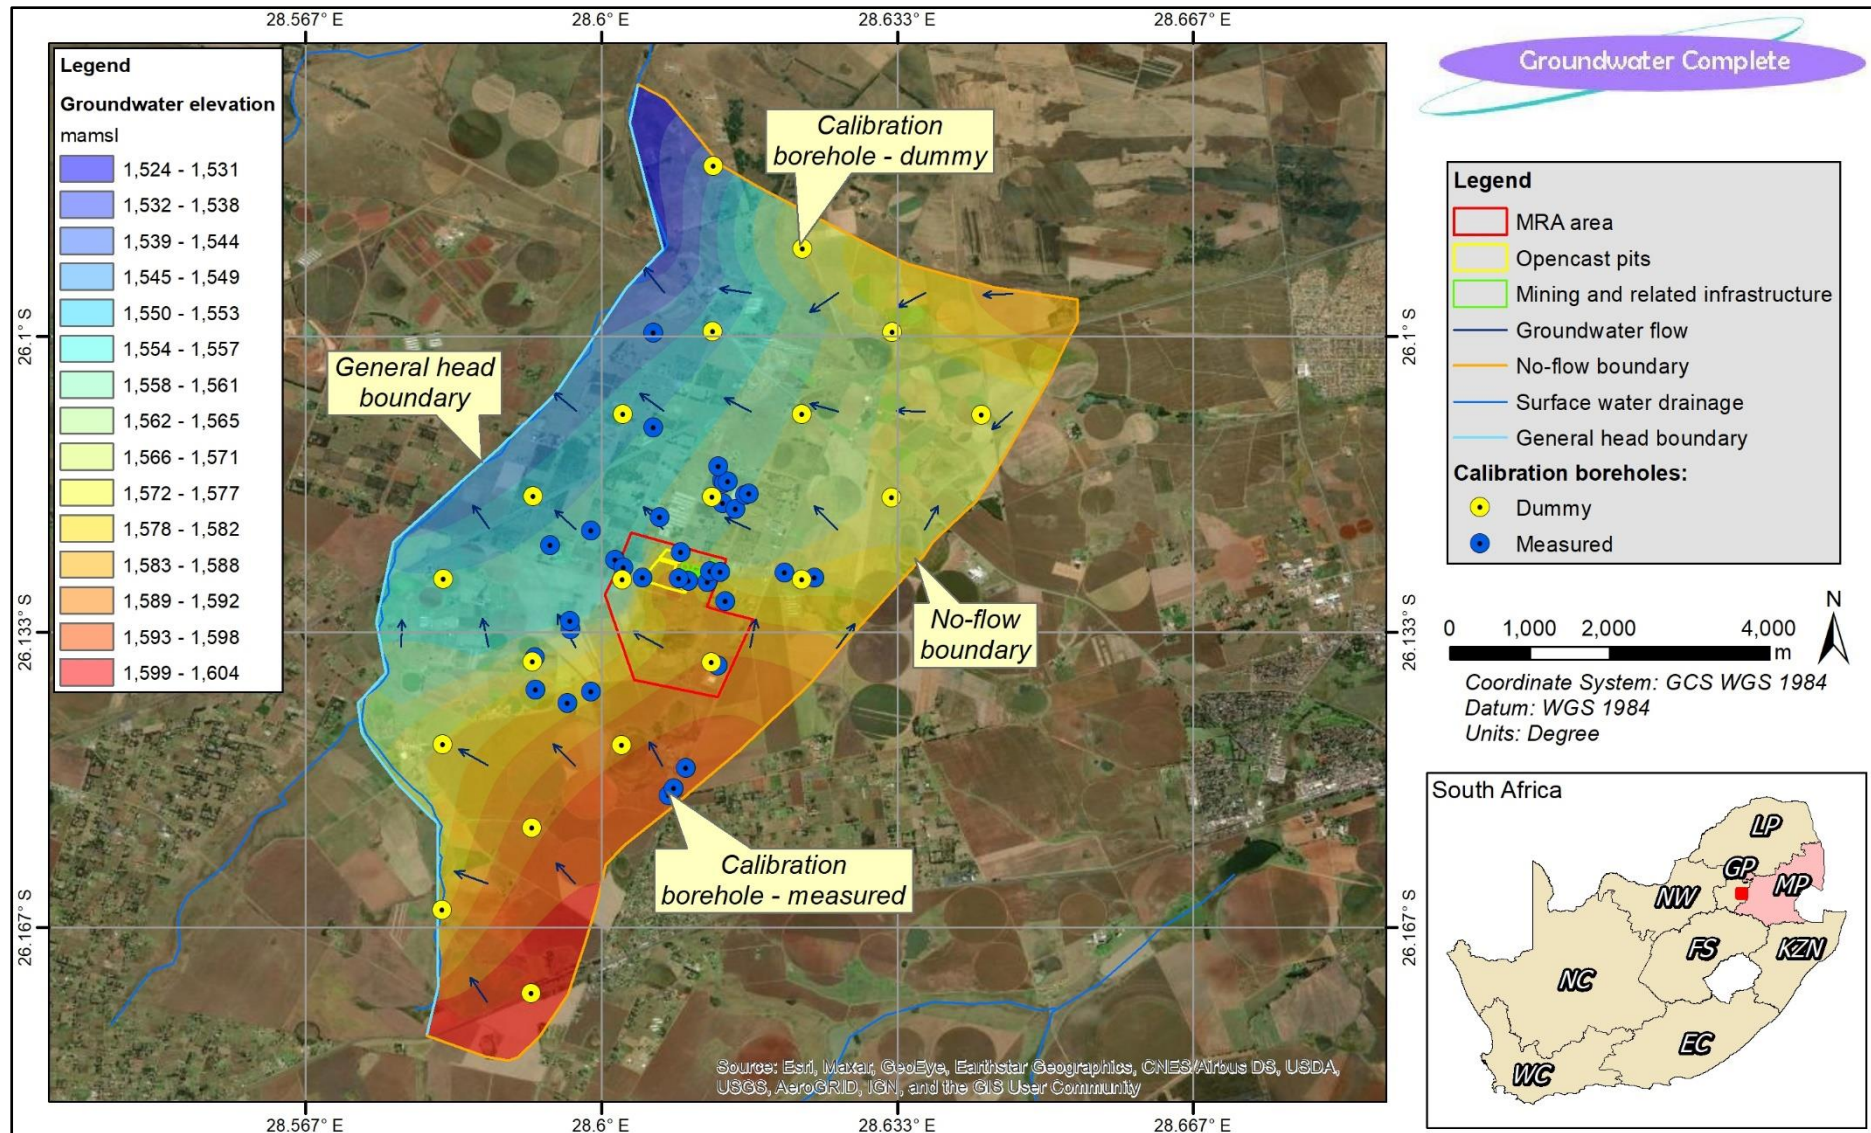 28.567° E
28.6° E
28.633° E
28.667° E
Legend
Groundwater elevation
mamsl
1,524 - 1,531
1,532 - 1,538
1,539 - 1,544
1,545 - 1,549
1,550 - 1,553
1,554 - 1,557
1,558 - 1,561
1,562 - 1,565
1,566 - 1,571
1,572 - 1,577
1,578 - 1,582
1,583 - 1,588
1,589 - 1,592
1,593 - 1,598
1,599 - 1,604
26.1° S
26.133° S
26.167° S
Calibration
borehole - dummy
General head
boundary
No-flow
boundary
Calibration
borehole - measured
26.1° S
26.133° S
26.167° S
Source: Esri, Maxar, GeoEye, Earthstar Geographics, CNES/Airbus DS, USDA,
USGS, AeroGRID, IGN, and the GIS User Community
28.567° E
28.6° E
28.633° E
28.667° E
Groundwater Complete
Legend
MRA area
Opencast pits
Mining and related infrastructure
Groundwater flow
No-flow boundary
Surface water drainage
General head boundary
Calibration boreholes:
Dummy
Measured
N
0 1,000 2,000 4,000
m
Coordinate System: GCS WGS 1984
Datum: WGS 1984
Units: Degree
South Africa
LP
GP
MP
NW
FS
KZN
NC
EC
WC